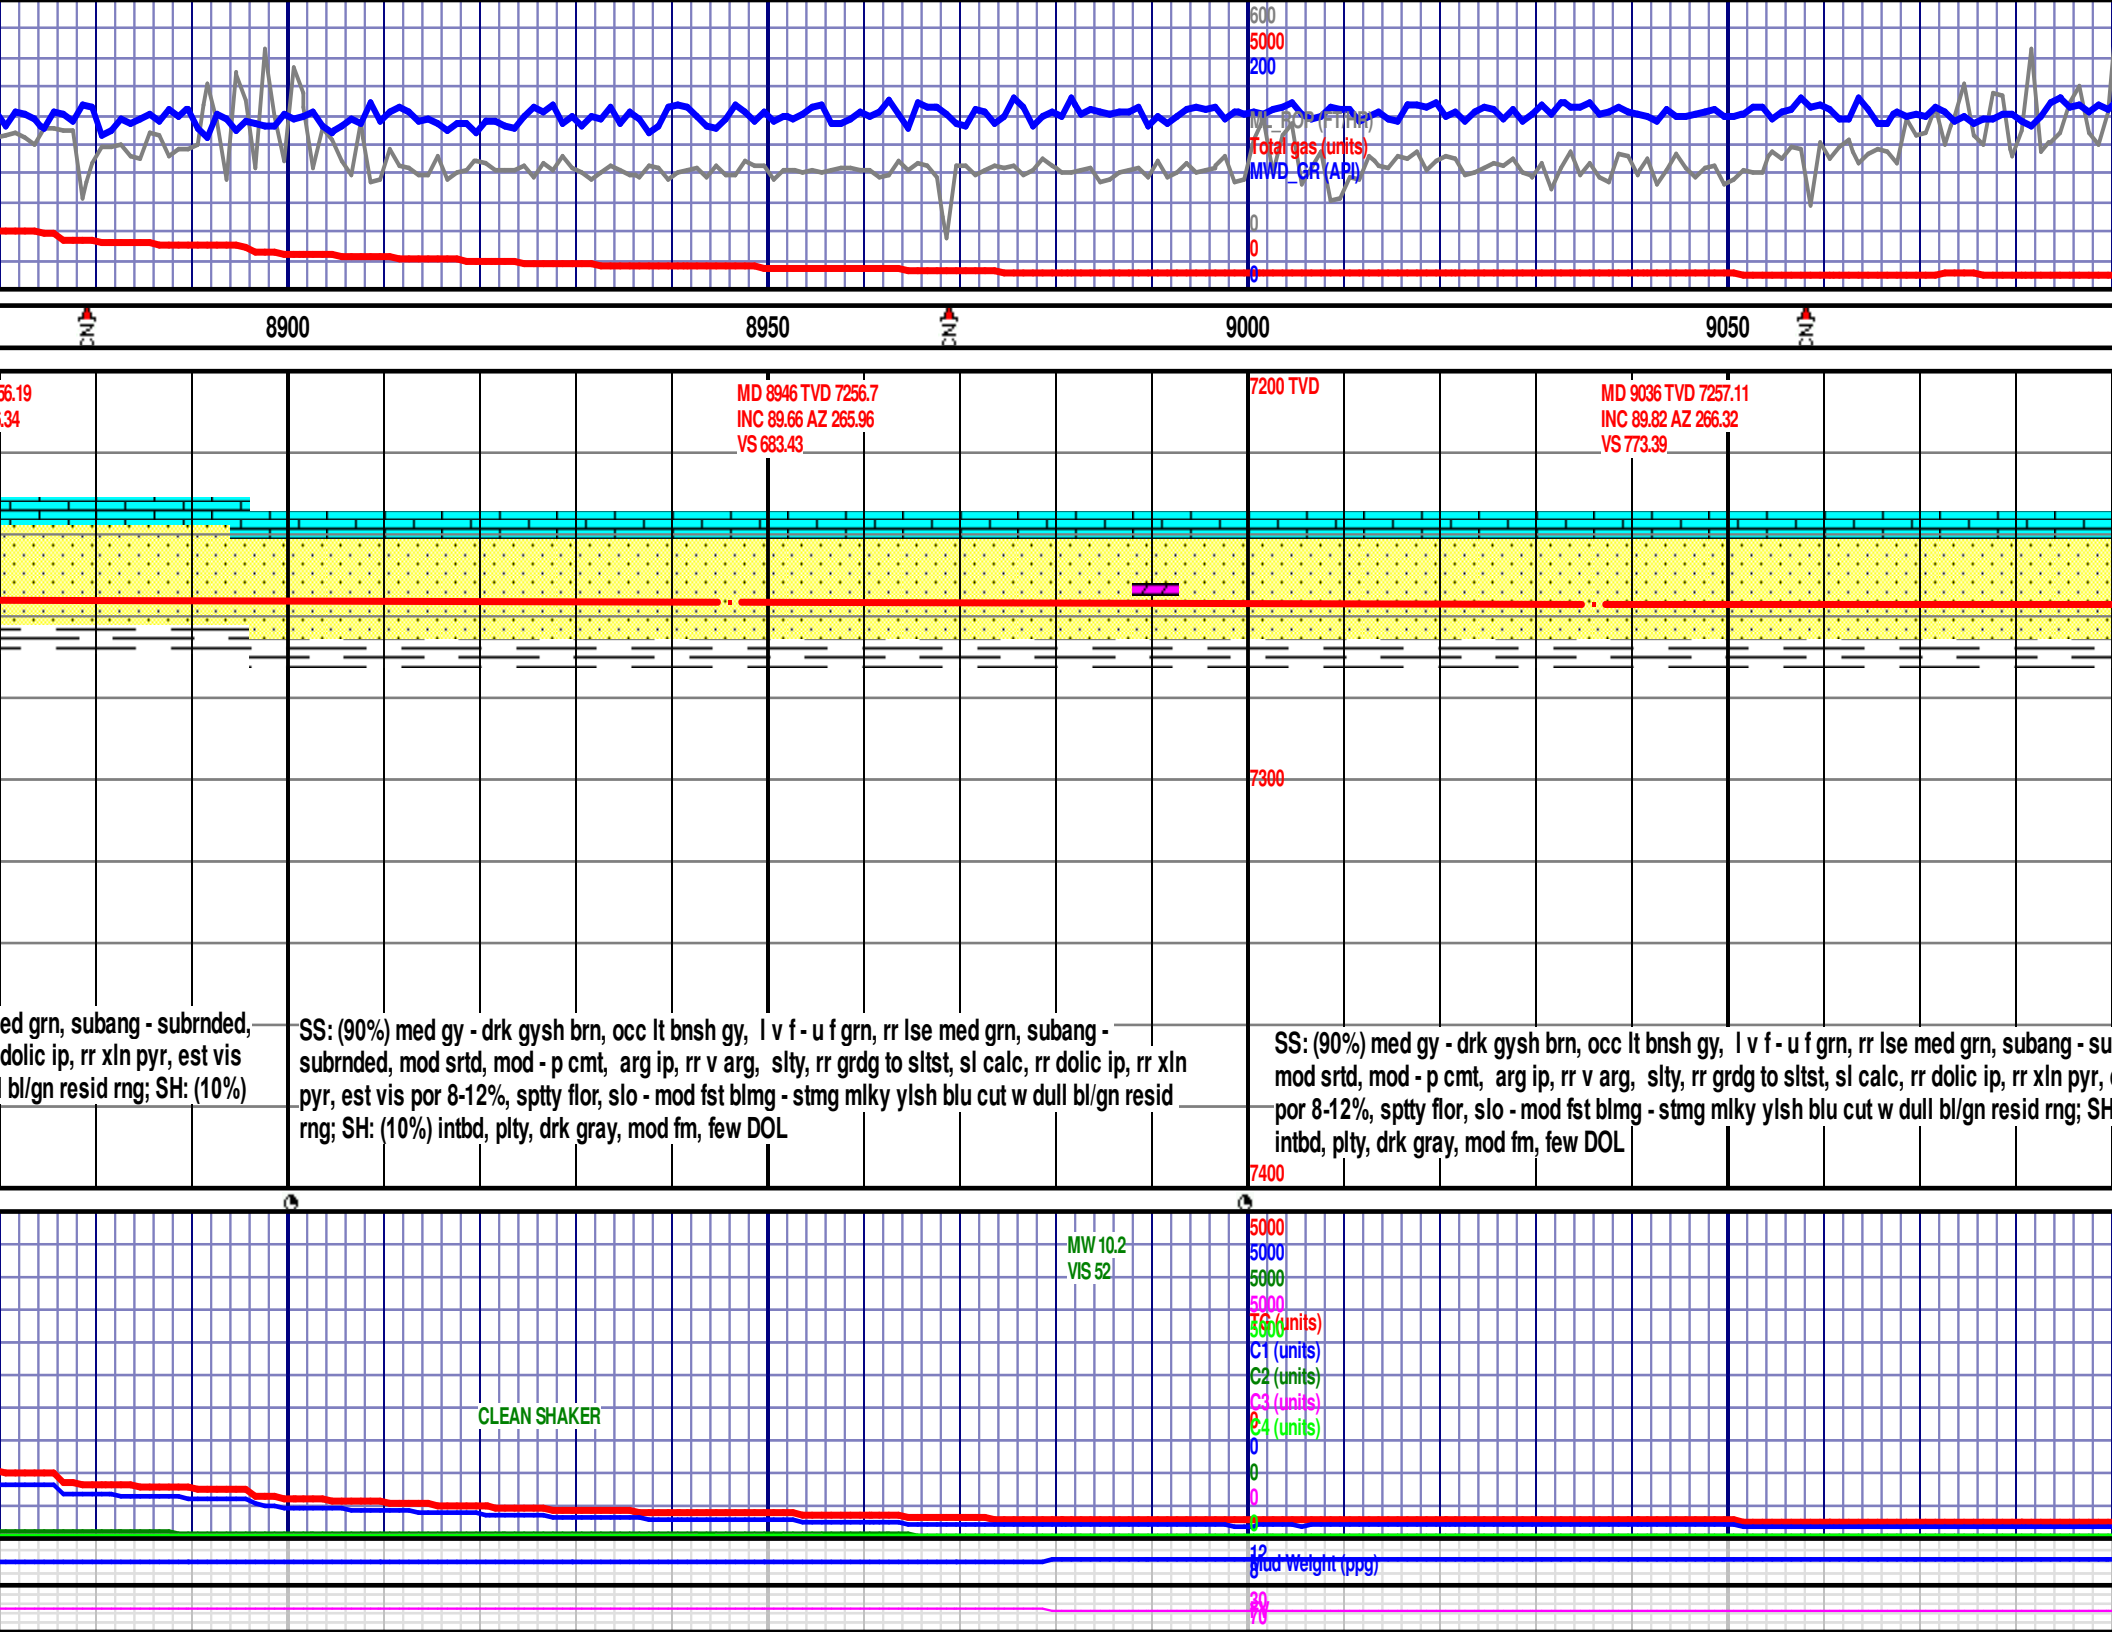 600
5000
200
ML_ROP (FT/HR)
Total gas (units)
MWD_GR (API)
0
0
0
CN
8900
8950
CN
9000
9050
CN
56.19
.34
MD 8946 TVD 7256.7
INC 89.66 AZ 265.96
VS 683.43
7200 TVD
MD 9036 TVD 7257.11
INC 89.82 AZ 266.32
VS 773.39
7300
ed grn, subang - subrnded,
dolic ip, rr xln pyr, est vis
l bl/gn resid rng; SH: (10%)
SS: (90%) med gy - drk gysh brn, occ lt bnsh gy, l v f - u f grn, rr lse med grn, subang -
subrnded, mod srtd, mod - p cmt, arg ip, rr v arg, slty, rr grdg to sltst, sl calc, rr dolic ip, rr xln
pyr, est vis por 8-12%, sptty flor, slo - mod fst blmg - stmg mlky ylsh blu cut w dull bl/gn resid
rng; SH: (10%) intbd, plty, drk gray, mod fm, few DOL
SS: (90%) med gy - drk gysh brn, occ lt bnsh gy, l v f - u f grn, rr lse med grn, subang - su
mod srtd, mod - p cmt, arg ip, rr v arg, slty, rr grdg to sltst, sl calc, rr dolic ip, rr xln pyr,
por 8-12%, sptty flor, slo - mod fst blmg - stmg mlky ylsh blu cut w dull bl/gn resid rng; SH
intbd, plty, drk gray, mod fm, few DOL
7400
MW 10.2
VIS 52
5000
5000
5000
5000
5000
TG (units)
C1 (units)
C2 (units)
C3 (units)
C4 (units)
0
0
0
0
0
CLEAN SHAKER
12
Mud Weight (ppg)
8
30
70